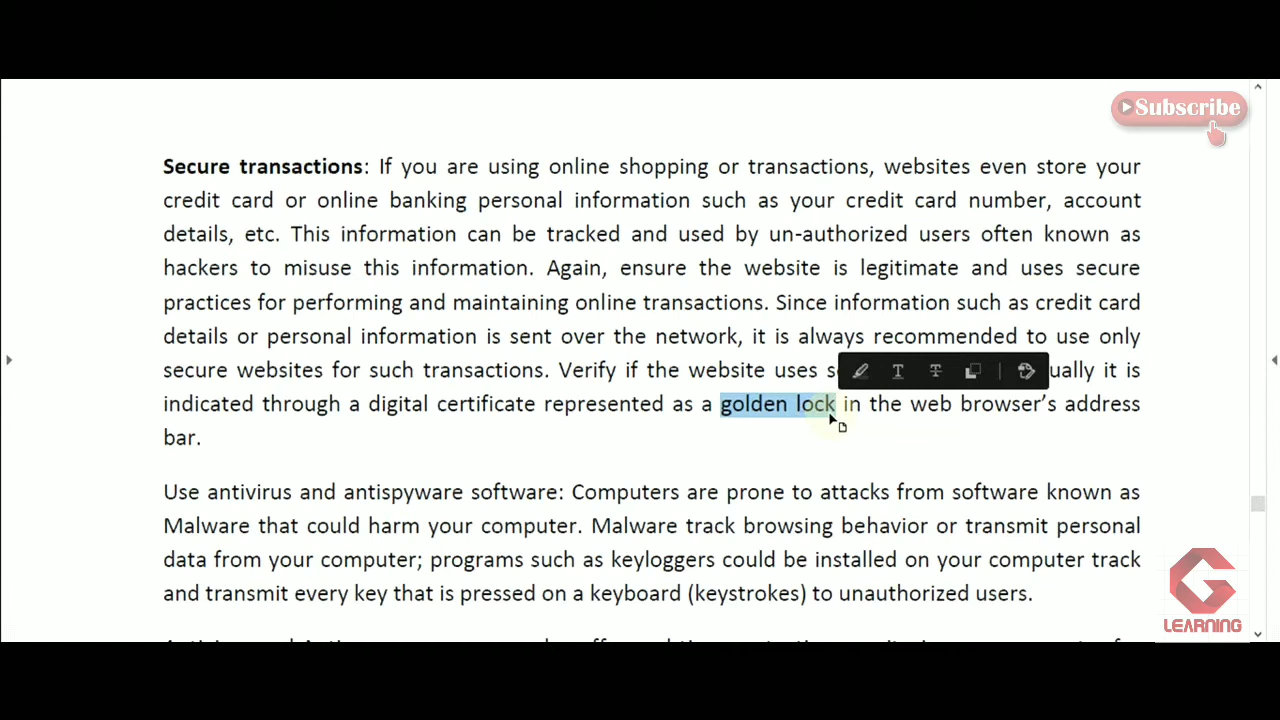 Subscribe
Secure transactions: If you are using online shopping or transactions, websites even store your
credit card or online banking personal information such as your credit card number, account
details, etc. This information can be tracked and used by un-authorized users often known as
hackers to misuse this information. Again, ensure the website is legitimate and uses secure
practices for performing and maintaining online transactions. Since information such as credit card
details or personal information is sent over the network, it is always recommended to use only
secure websites for such transactions. Verify if the website uses ually it is
indicated through a digital certificate represented as a golden lock in the web browser's address
bar.
Use antivirus and antispyware software: Computers are prone to attacks from software known as
Malware that could harm your computer. Malware track browsing behavior or transmit personal
data from your computer; programs such as keyloggers could be installed on your computer track
and transmit every key that is pressed on a keyboard (keystrokes) to unauthorized users.
LEARNING